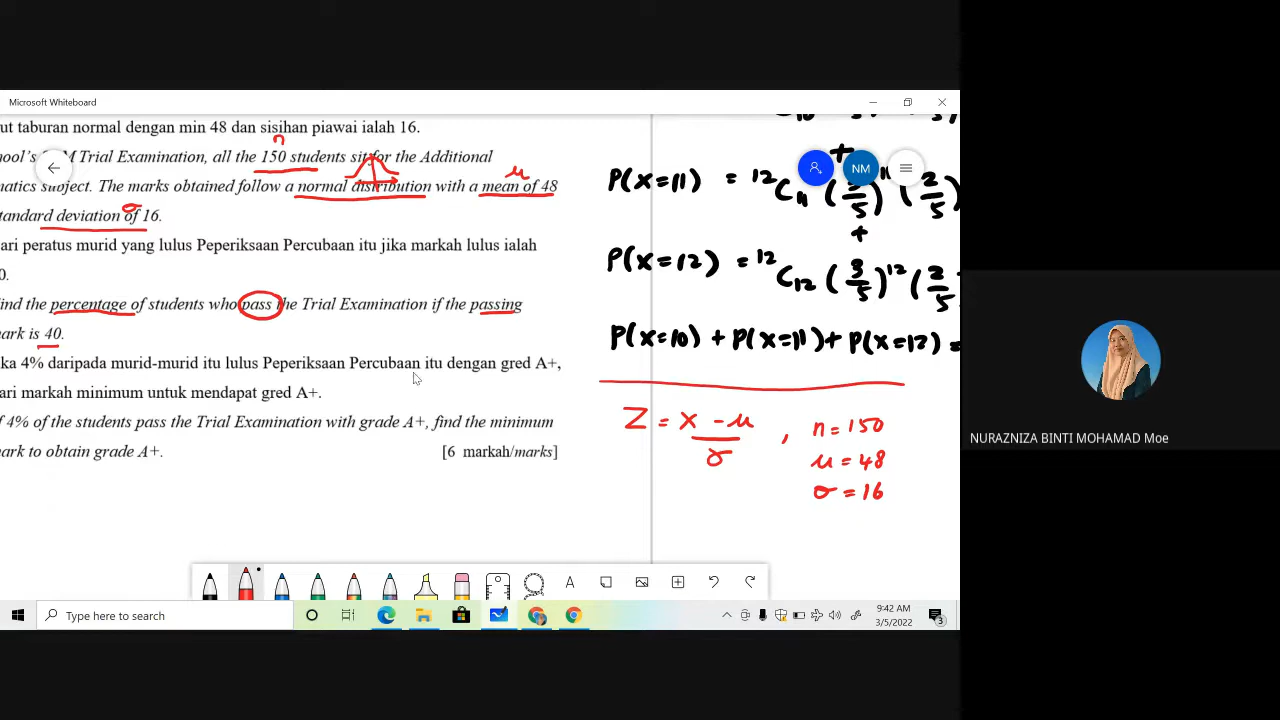 Microsoft Whiteboard
ut taburan normal dengan min 48 dan sisihan piawai ialah 16.
n
hool's M Trial Examination, all the 150 students sit for the Additional
μ
matics subject. The marks obtained follow a normal distribution with a mean of 48
σ
tandard deviation of 16.
ari peratus murid yang lulus Peperiksaan Percubaan itu jika markah lulus ialah
0.
ind the percentage of students who pass the Trial Examination if the passing
ark is 40.
ka 4% daripada murid-murid itu lulus Peperiksaan Percubaan itu dengan gred A+,
ari markah minimum untuk mendapat gred A+.
f 4% of the students pass the Trial Examination with grade A+, find the minimum
ark to obtain grade A+. [6 markah/marks]
NM
+
P(X=11) = ¹²C₁₁ (3/5)¹¹ (2/5)
+
P(X=12) = ¹²C₁₂ (3/5)¹² (2/5
P(X=10) + P(X=11) + P(X=12) =
Z = X - μ / σ , n = 150
μ = 48
σ = 16
NURAZNIZA BINTI MOHAMAD Moe
A
Type here to search
9:42 AM
3/5/2022
3